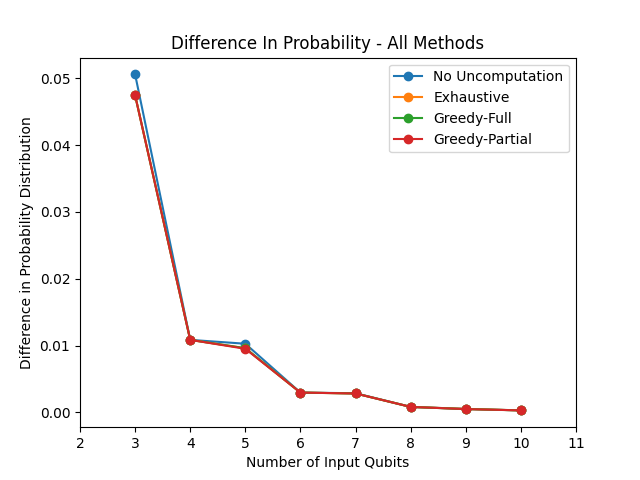 Difference In Probability - All Methods
No Uncomputation
Exhaustive
Greedy-Full
Greedy-Partial
Difference in Probability Distribution
0.05
0.04
0.03
0.02
0.01
0.00
2 3 4 5 6 7 8 9 10 11
Number of Input Qubits